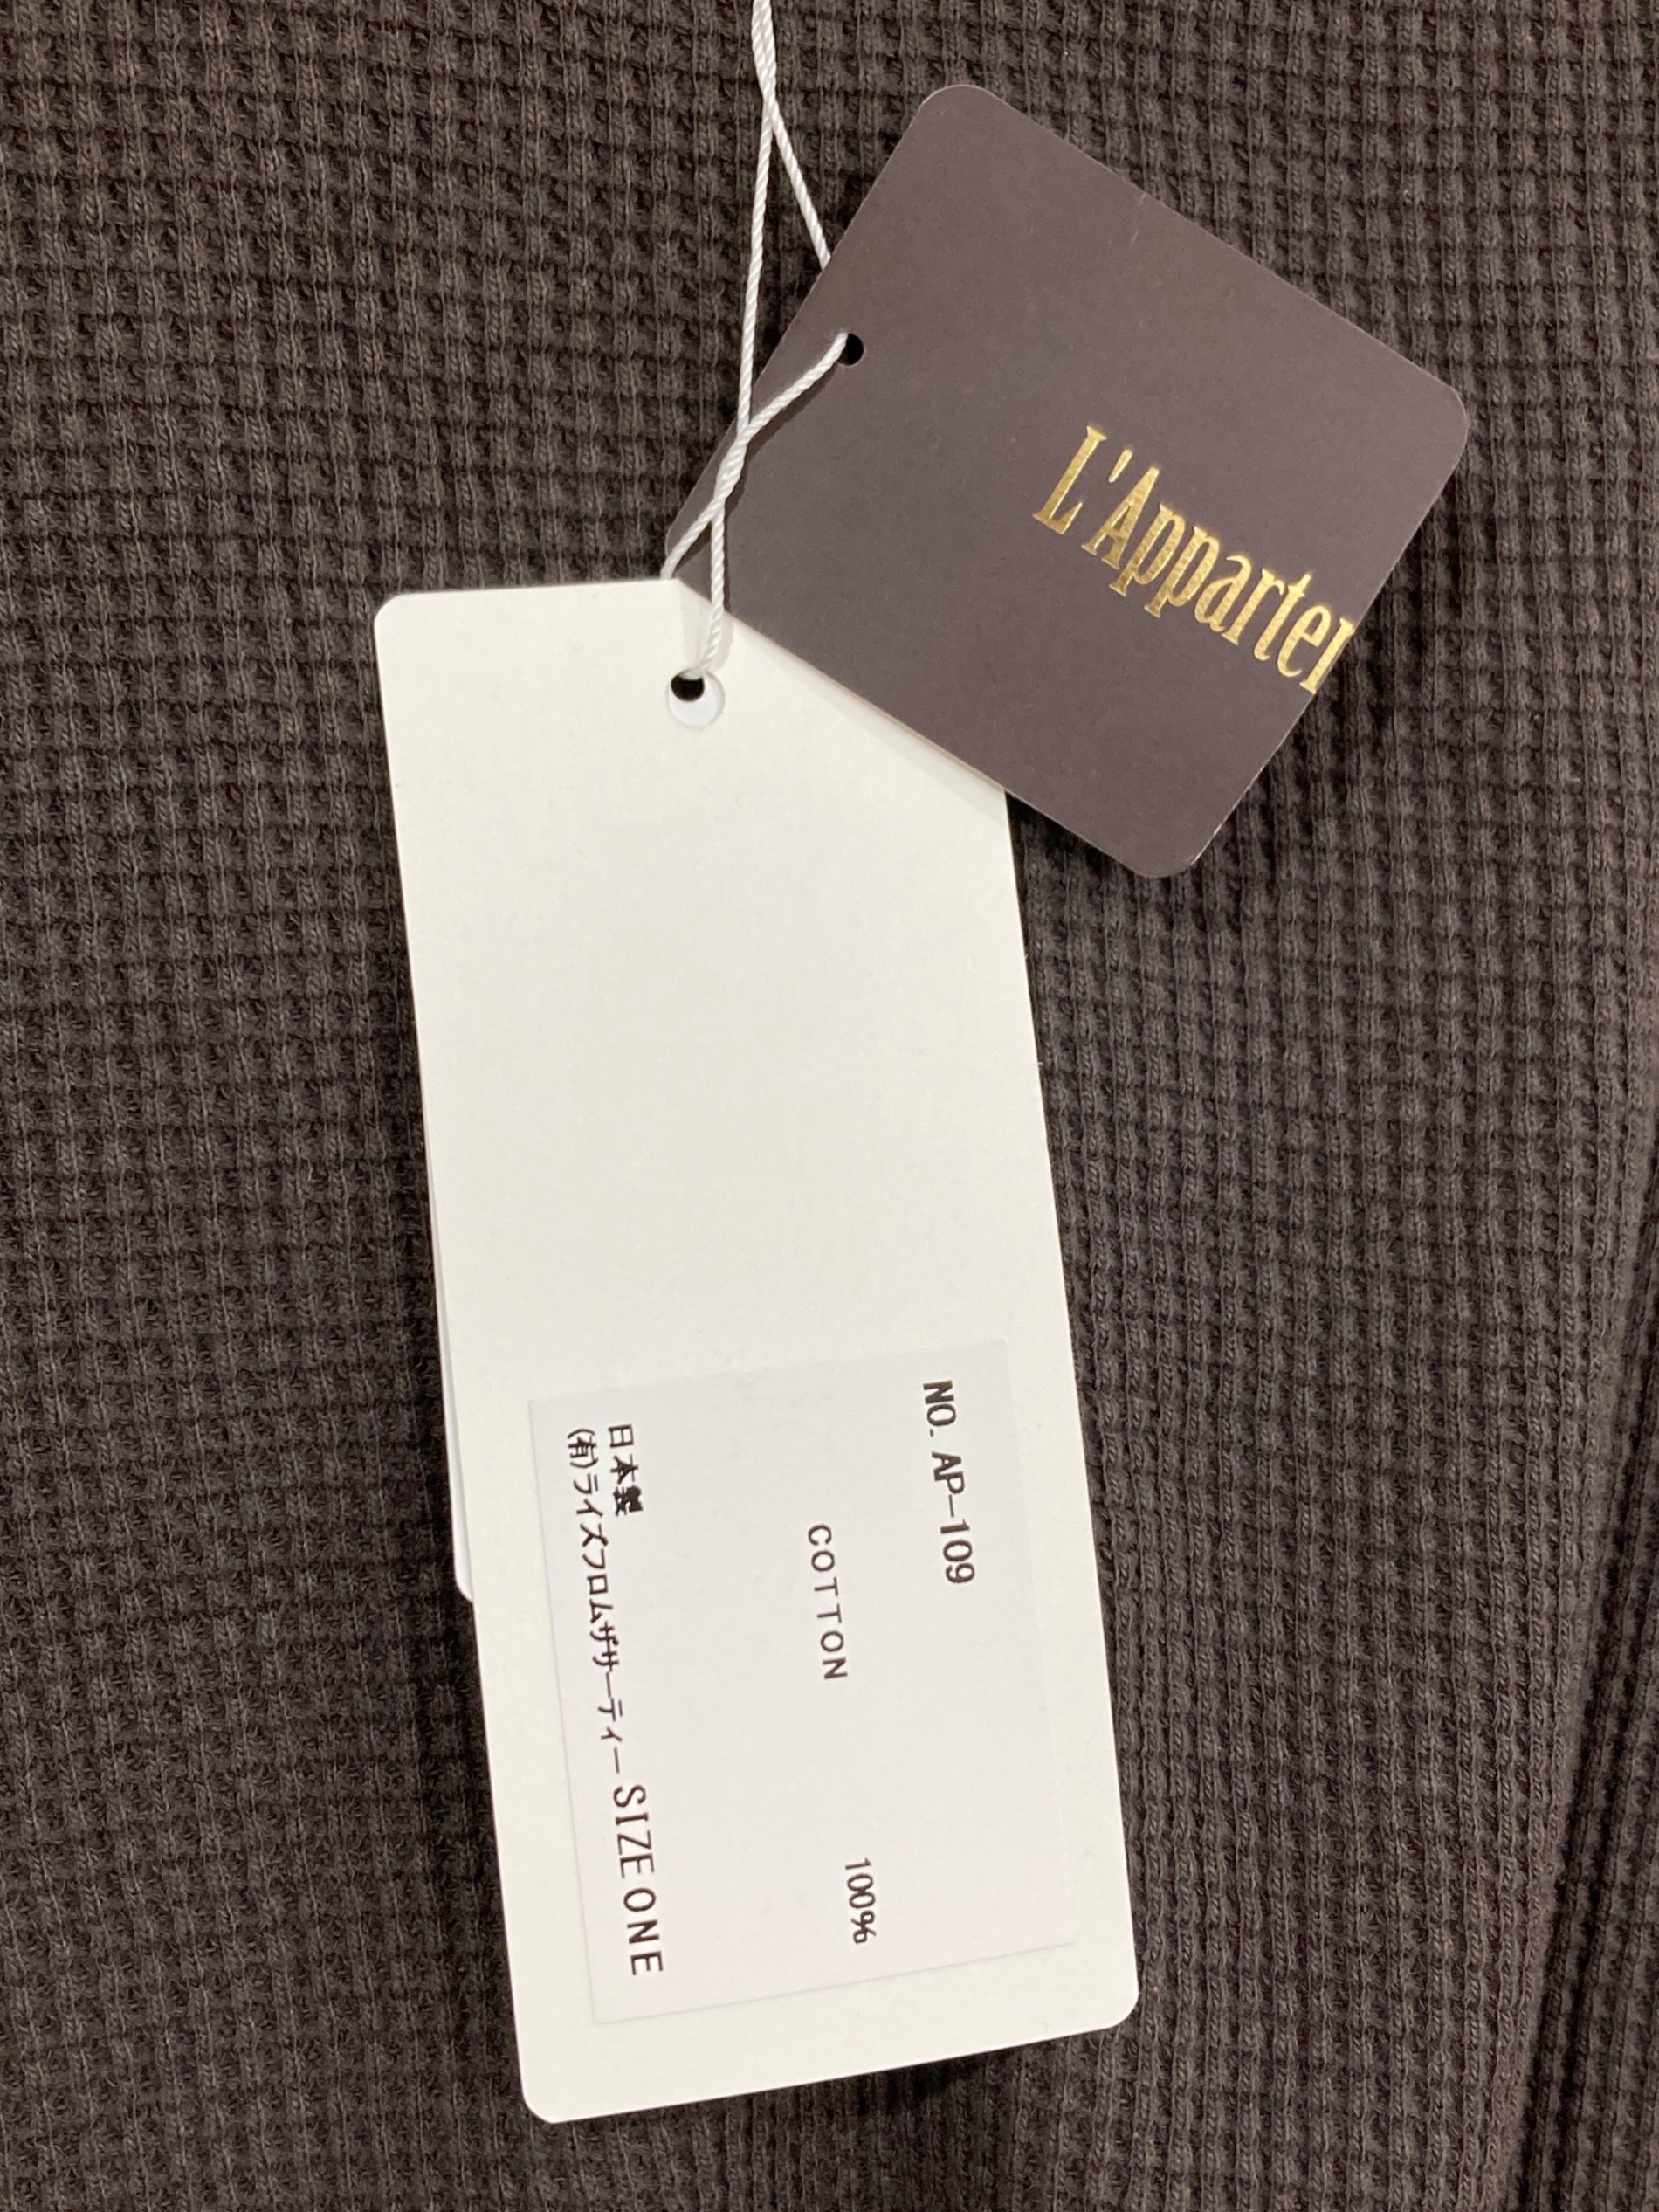 L'Apparter
NO. AP-109
COTTON 100%
日本製
(有)ライズフロムザサーティー SIZE ONE